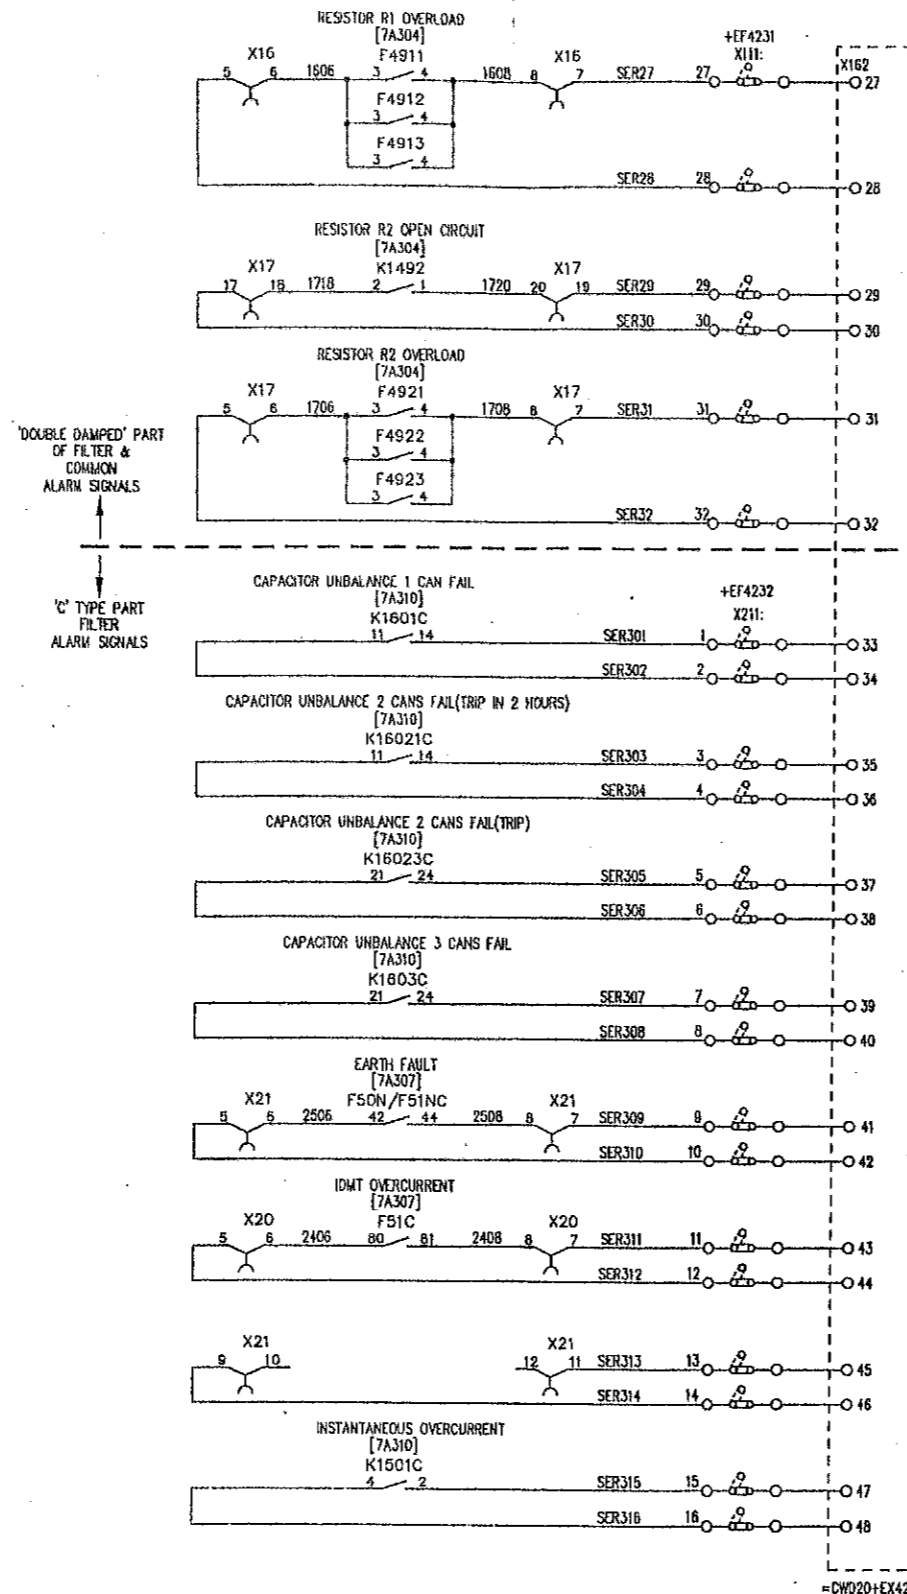 RESISTOR R1 OVERLOAD
[7A304]
F4911
+EF4231
X111:
X162
X16
5 6 1606 3 4 1608 8 7 SER27 27 27
X16
F4912
3 4
F4913
3 4
SER28 28 28
RESISTOR R2 OPEN CIRCUIT
[7A304]
X17 K1492 X17
17 18 1718 2 1 1720 20 19 SER29 29 29
SER30 30 30
RESISTOR R2 OVERLOAD
[7A304]
X17 F4921 X17
5 6 1706 3 4 1708 8 7 SER31 31 31
F4922
3 4
F4923
3 4
SER32 32 32
'DOUBLE DAMPED' PART
OF FILTER &
COMMON
ALARM SIGNALS
'C' TYPE PART
FILTER
ALARM SIGNALS
CAPACITOR UNBALANCE 1 CAN FAIL
[7A310]
K1601C
+EF4232
X211:
11 14 SER301 1 33
SER302 2 34
CAPACITOR UNBALANCE 2 CANS FAIL(TRIP IN 2 HOURS)
[7A310]
K16021C
11 14 SER303 3 35
SER304 4 36
CAPACITOR UNBALANCE 2 CANS FAIL(TRIP)
[7A310]
K16023C
21 24 SER305 5 37
SER306 6 38
CAPACITOR UNBALANCE 3 CANS FAIL
[7A310]
K1603C
21 24 SER307 7 39
SER308 8 40
EARTH FAULT
[7A307]
X21 F50N/F51NC X21
5 6 2506 42 44 2508 8 7 SER309 9 41
SER310 10 42
IDMT OVERCURRENT
[7A307]
X20 F51C X20
5 6 2406 80 81 2408 8 7 SER311 11 43
SER312 12 44
X21 X21
9 10 12 11 SER313 13 45
SER314 14 46
INSTANTANEOUS OVERCURRENT
[7A310]
K1501C
4 2 SER315 15 47
SER316 16 48
=CWD20+EX42